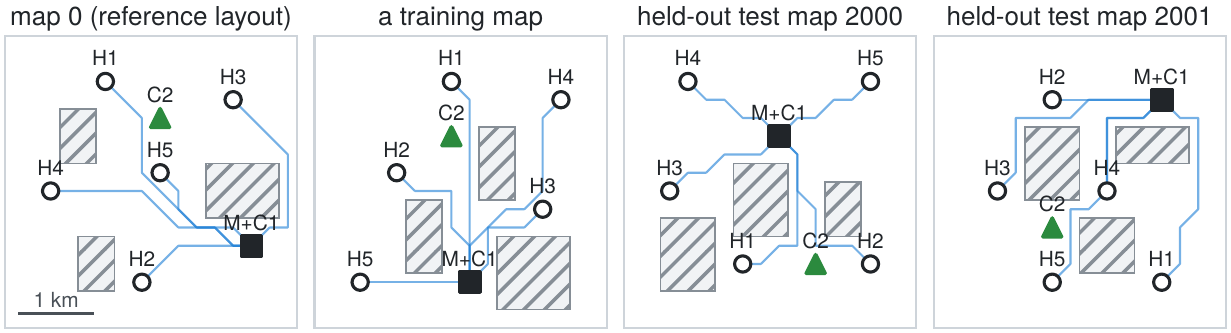 map 0 (reference layout)
H1
C2
H3
H5
H4
M+C1
H2
1 km
a training map
H1
H4
C2
H2
H3
M+C1
H5
held-out test map 2000
H4
H5
M+C1
H3
H1
C2
H2
held-out test map 2001
H2
M+C1
H3
H4
C2
H5
H1